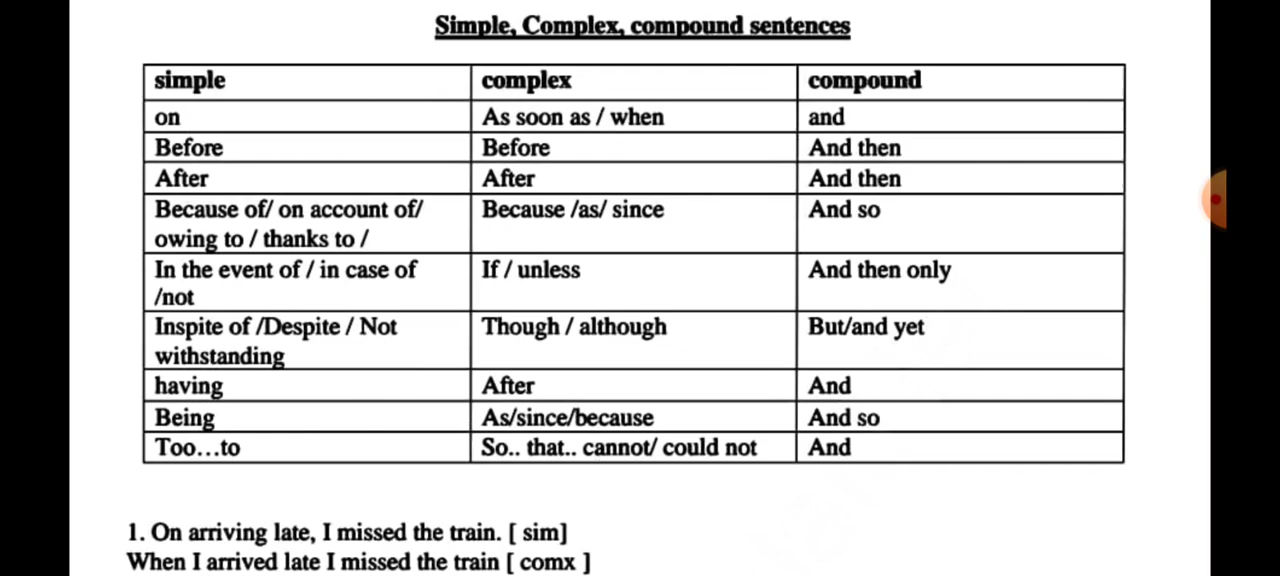 Simple, Complex, compound sentences
simple complex compound
on As soon as / when and
Before Before And then
After After And then
Because of/ on account of/ Because /as/ since And so
owing to / thanks to /
In the event of / in case of If / unless And then only
/not
Inspite of /Despite / Not Though / although But/and yet
withstanding
having After And
Being As/since/because And so
Too...to So.. that.. cannot/ could not And
1. On arriving late, I missed the train. [ sim]
When I arrived late I missed the train [ comx ]